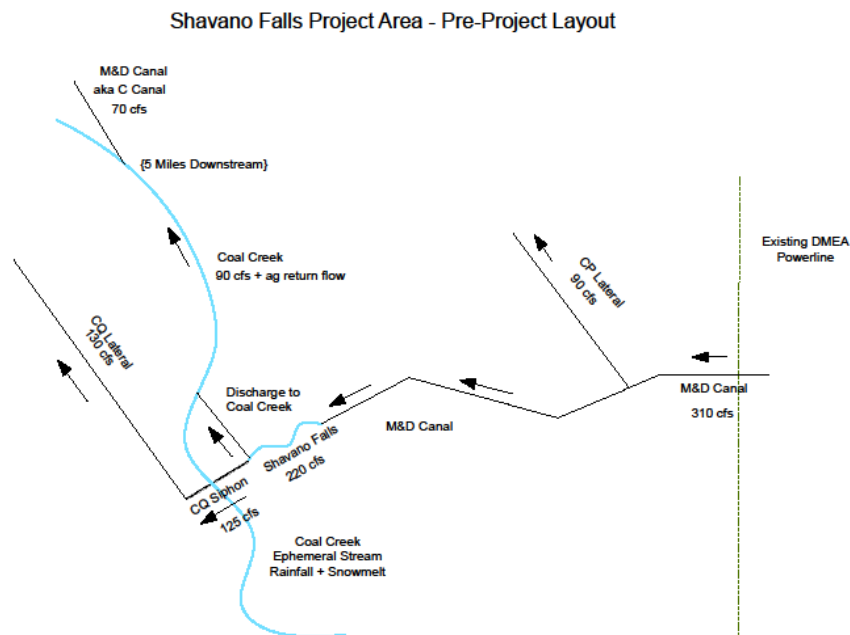 Shavano Falls Project Area - Pre-Project Layout
M&D Canal
aka C Canal
70 cfs
{5 Miles Downstream}
Coal Creek
90 cfs + ag return flow
Existing DMEA
Powerline
CP Lateral
90 cfs
CQ Lateral
130 cfs
Discharge to
Coal Creek
M&D Canal
310 cfs
M&D Canal
Shavano Falls
220 cfs
CQ Siphon
125 cfs
Coal Creek
Ephemeral Stream
Rainfall + Snowmelt